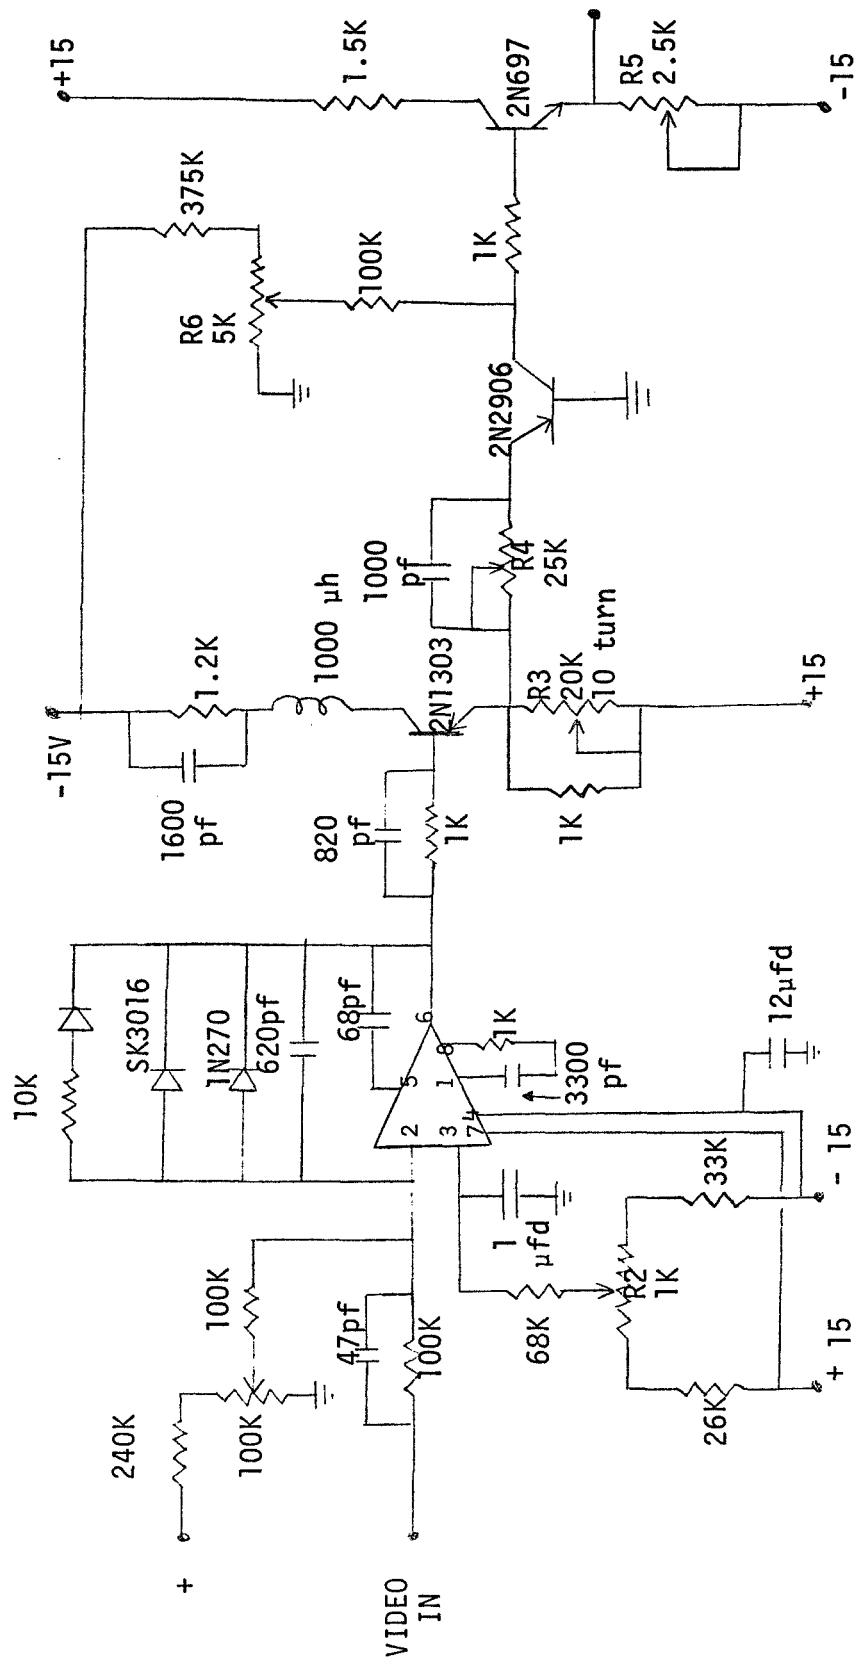 +
240K
100K
100K
VIDEO
IN
47pf
100K
10K
SK3016
1N270
620pf
68pf
2
3
7
4
5
6
1
8
1K
3300
pf
1
µfd
68K
R2
1K
26K
33K
+ 15
- 15
12µfd
820
pf
1K
-15V
1600
pf
1.2K
1000 µh
2N1303
R3
20K
10 turn
1K
+15
1000
pf
R4
25K
2N2906
R6
5K
375K
100K
1K
+15
1.5K
2N697
R5
2.5K
-15